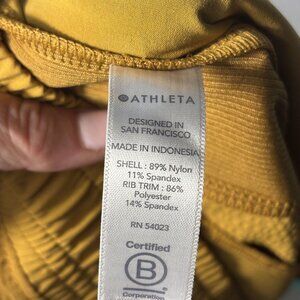 ATHLETA
DESIGNED IN
SAN FRANCISCO
MADE IN INDONESIA
SHELL : 89% Nylon
11% Spandex
RIB TRIM : 86%
Polyester
14% Spandex
RN 54023
Certified
B
Corporation